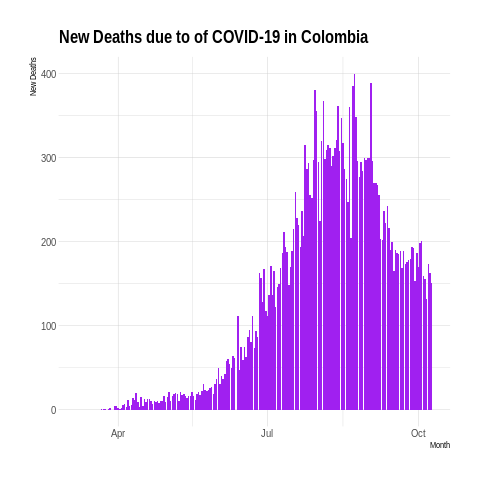 New Deaths due to of COVID-19 in Colombia
New Deaths
400
300
200
100
0
Apr
Jul
Oct
Month